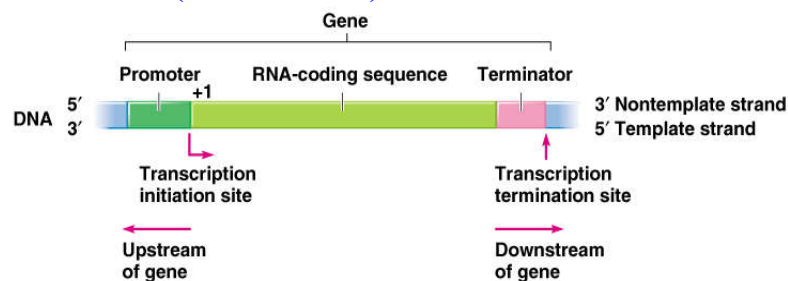 Gene
Promoter RNA-coding sequence Terminator
+1
5′ 3′ Nontemplate strand
DNA
3′ 5′ Template strand
Transcription
initiation site
Transcription
termination site
Upstream
of gene
Downstream
of gene